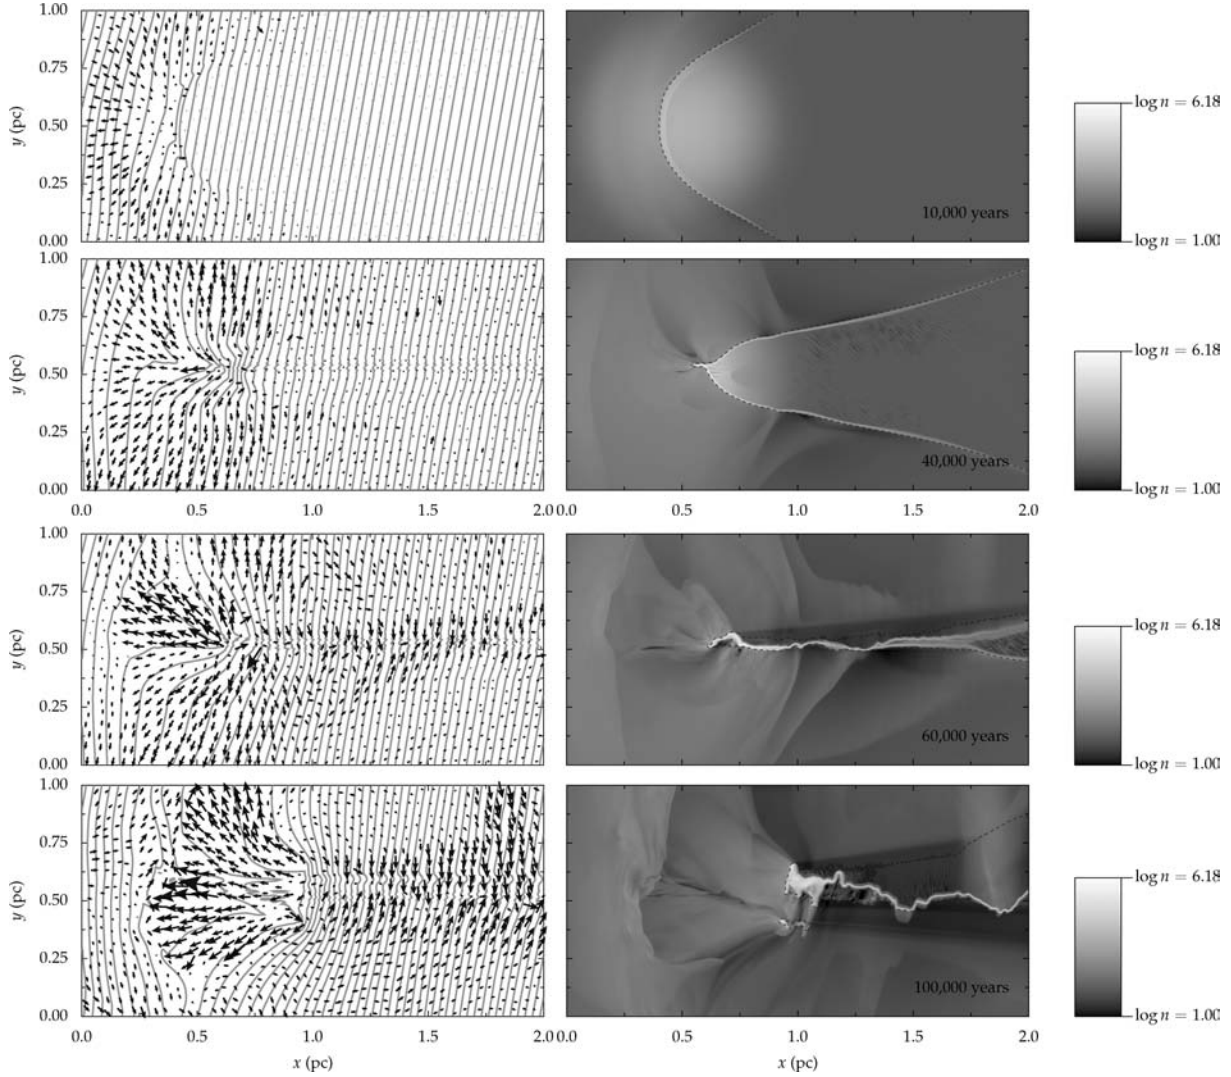 1.00
0.75
y (pc)
0.50
0.25
0.00
10,000 years
log n = 6.18
log n = 1.00
1.00
0.75
y (pc)
0.50
0.25
0.00
0.0 0.5 1.0 1.5 2.0
40,000 years
0.0 0.5 1.0 1.5 2.0
log n = 6.18
log n = 1.00
1.00
0.75
y (pc)
0.50
0.25
0.00
60,000 years
log n = 6.18
log n = 1.00
1.00
0.75
y (pc)
0.50
0.25
0.00
0.0 0.5 1.0 1.5 2.0
x (pc)
100,000 years
0.0 0.5 1.0 1.5 2.0
x (pc)
log n = 6.18
log n = 1.00